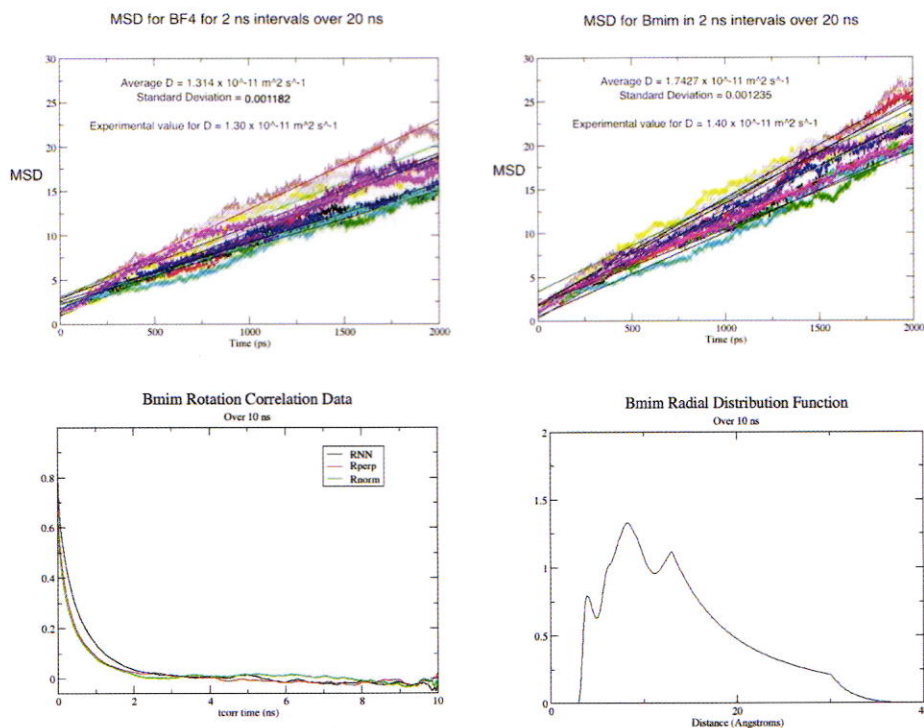 MSD for BF4 for 2 ns intervals over 20 ns
30
25
20
15
10
5
0
MSD
Average D = 1.314 x 10^-11 m^2 s^-1
Standard Deviation = 0.001182
Experimental value for D = 1.30 x 10^-11 m^2 s^-1
0 500 1000 1500 2000
Time (ps)
MSD for Bmim in 2 ns intervals over 20 ns
30
25
20
15
10
5
0
MSD
Average D = 1.7427 x 10^-11 m^2 s^-1
Standard Deviation = 0.001235
Experimental value for D = 1.40 x 10^-11 m^2 s^-1
0 500 1000 1500 2000
Time (ps)
Bmim Rotation Correlation Data
Over 10 ns
0.8
0.6
0.4
0.2
0
RNN
Rperp
Rnorm
0 2 4 6 8 10
tcorr time (ns)
Bmim Radial Distribution Function
Over 10 ns
2
1.5
1
0.5
0
0 20
Distance (Angstroms)